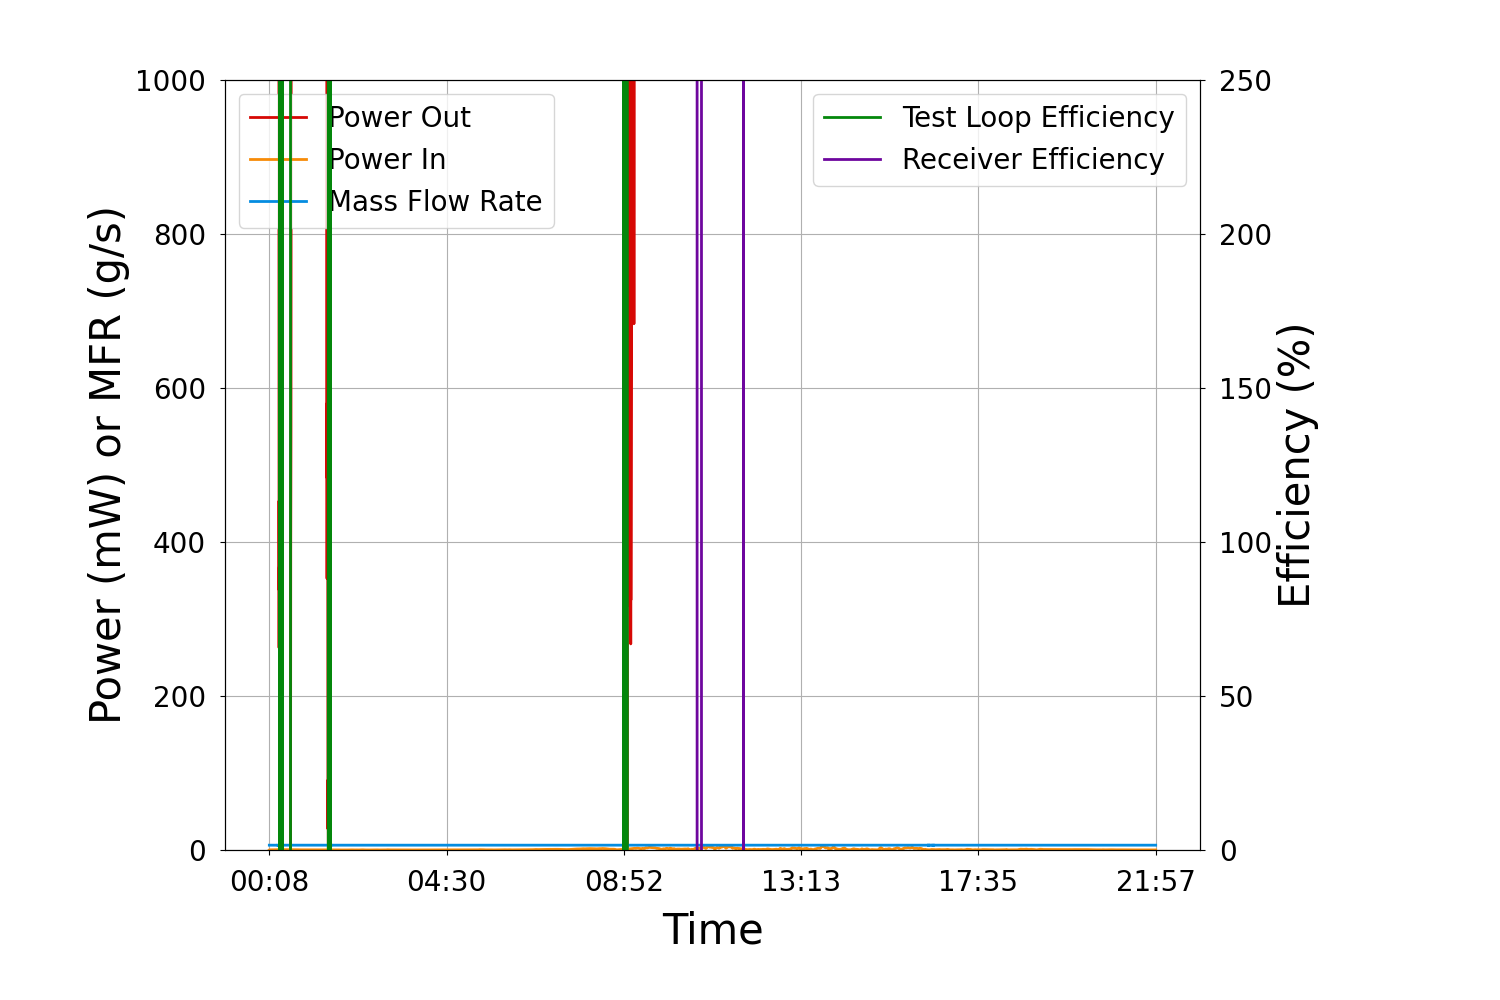 1000
800
600
400
200
0
Power (mW) or MFR (g/s)
Power Out
Power In
Mass Flow Rate
Test Loop Efficiency
Receiver Efficiency
250
200
150
100
50
0
Efficiency (%)
00:08 04:30 08:52 13:13 17:35 21:57
Time